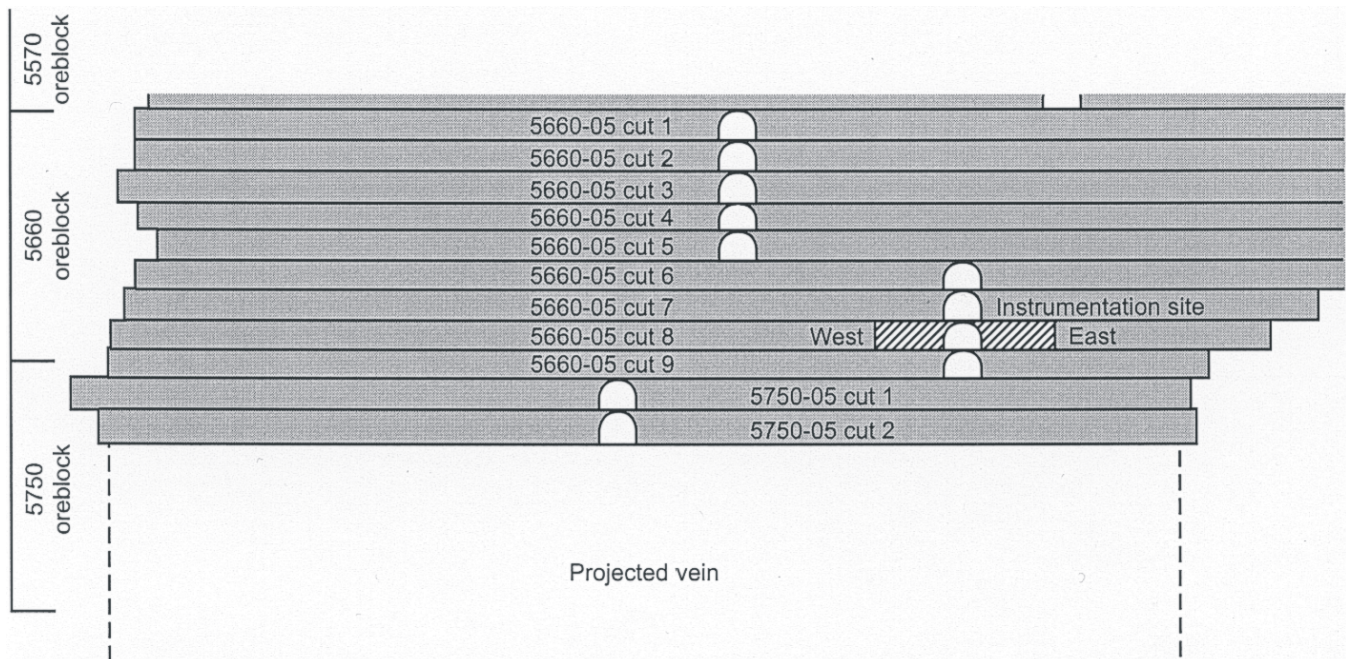 5570
oreblock
5660-05 cut 1
5660-05 cut 2
5660-05 cut 3
5660-05 cut 4
5660-05 cut 5
5660
oreblock
5660-05 cut 6
5660-05 cut 7
Instrumentation site
5660-05 cut 8
West
East
5660-05 cut 9
5750-05 cut 1
5750-05 cut 2
5750
oreblock
Projected vein